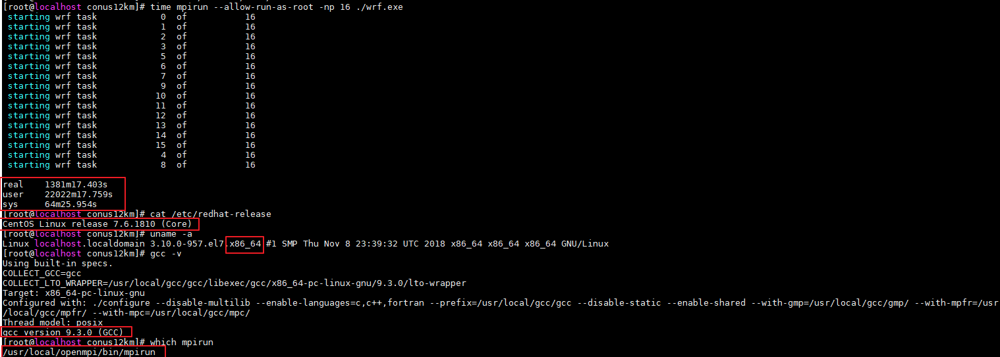 [root@localhost conus12km]# time mpirun --allow-run-as-root -np 16 ./wrf.exe
starting wrf task 0 of 16
starting wrf task 1 of 16
starting wrf task 2 of 16
starting wrf task 3 of 16
starting wrf task 5 of 16
starting wrf task 6 of 16
starting wrf task 7 of 16
starting wrf task 9 of 16
starting wrf task 10 of 16
starting wrf task 11 of 16
starting wrf task 12 of 16
starting wrf task 13 of 16
starting wrf task 14 of 16
starting wrf task 15 of 16
starting wrf task 4 of 16
starting wrf task 8 of 16
real 1381m17.403s
user 22022m17.759s
sys 64m25.954s
[root@localhost conus12km]# cat /etc/redhat-release
CentOS Linux release 7.6.1810 (Core)
[root@localhost conus12km]# uname -a
Linux localhost.localdomain 3.10.0-957.el7.x86_64 #1 SMP Thu Nov 8 23:39:32 UTC 2018 x86_64 x86_64 x86_64 GNU/Linux
[root@localhost conus12km]# gcc -v
Using built-in specs.
COLLECT_GCC=gcc
COLLECT_LTO_WRAPPER=/usr/local/gcc/gcc/libexec/gcc/x86_64-pc-linux-gnu/9.3.0/lto-wrapper
Target: x86_64-pc-linux-gnu
Configured with: ./configure --disable-multilib --enable-languages=c,c++,fortran --prefix=/usr/local/gcc/gcc --disable-static --enable-shared --with-gmp=/usr/local/gcc/gmp/ --with-mpfr=/usr
/local/gcc/mpfr/ --with-mpc=/usr/local/gcc/mpc/
Thread model: posix
gcc version 9.3.0 (GCC)
[root@localhost conus12km]# which mpirun
/usr/local/openmpi/bin/mpirun